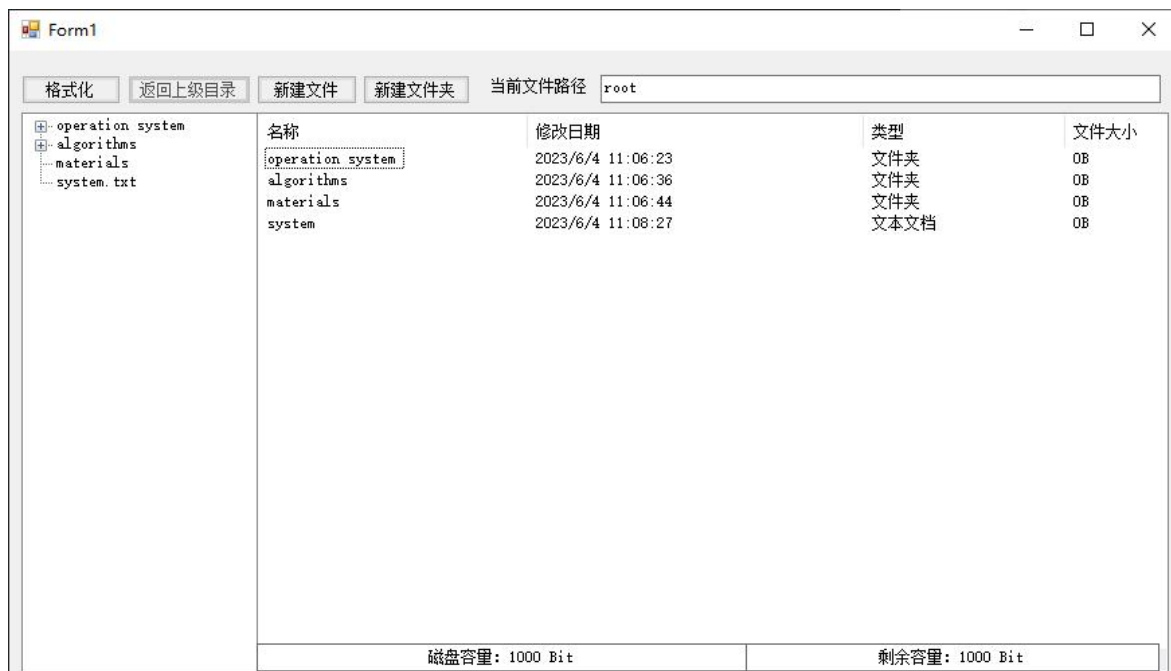 Form1
格式化 返回上级目录 新建文件 新建文件夹 当前文件路径 root
operation system
algorithms
materials
system.txt
名称 修改日期 类型 文件大小
operation system 2023/6/4 11:06:23 文件夹 0B
algorithms 2023/6/4 11:06:36 文件夹 0B
materials 2023/6/4 11:06:44 文件夹 0B
system 2023/6/4 11:08:27 文本文档 0B
磁盘容量: 1000 Bit 剩余容量: 1000 Bit